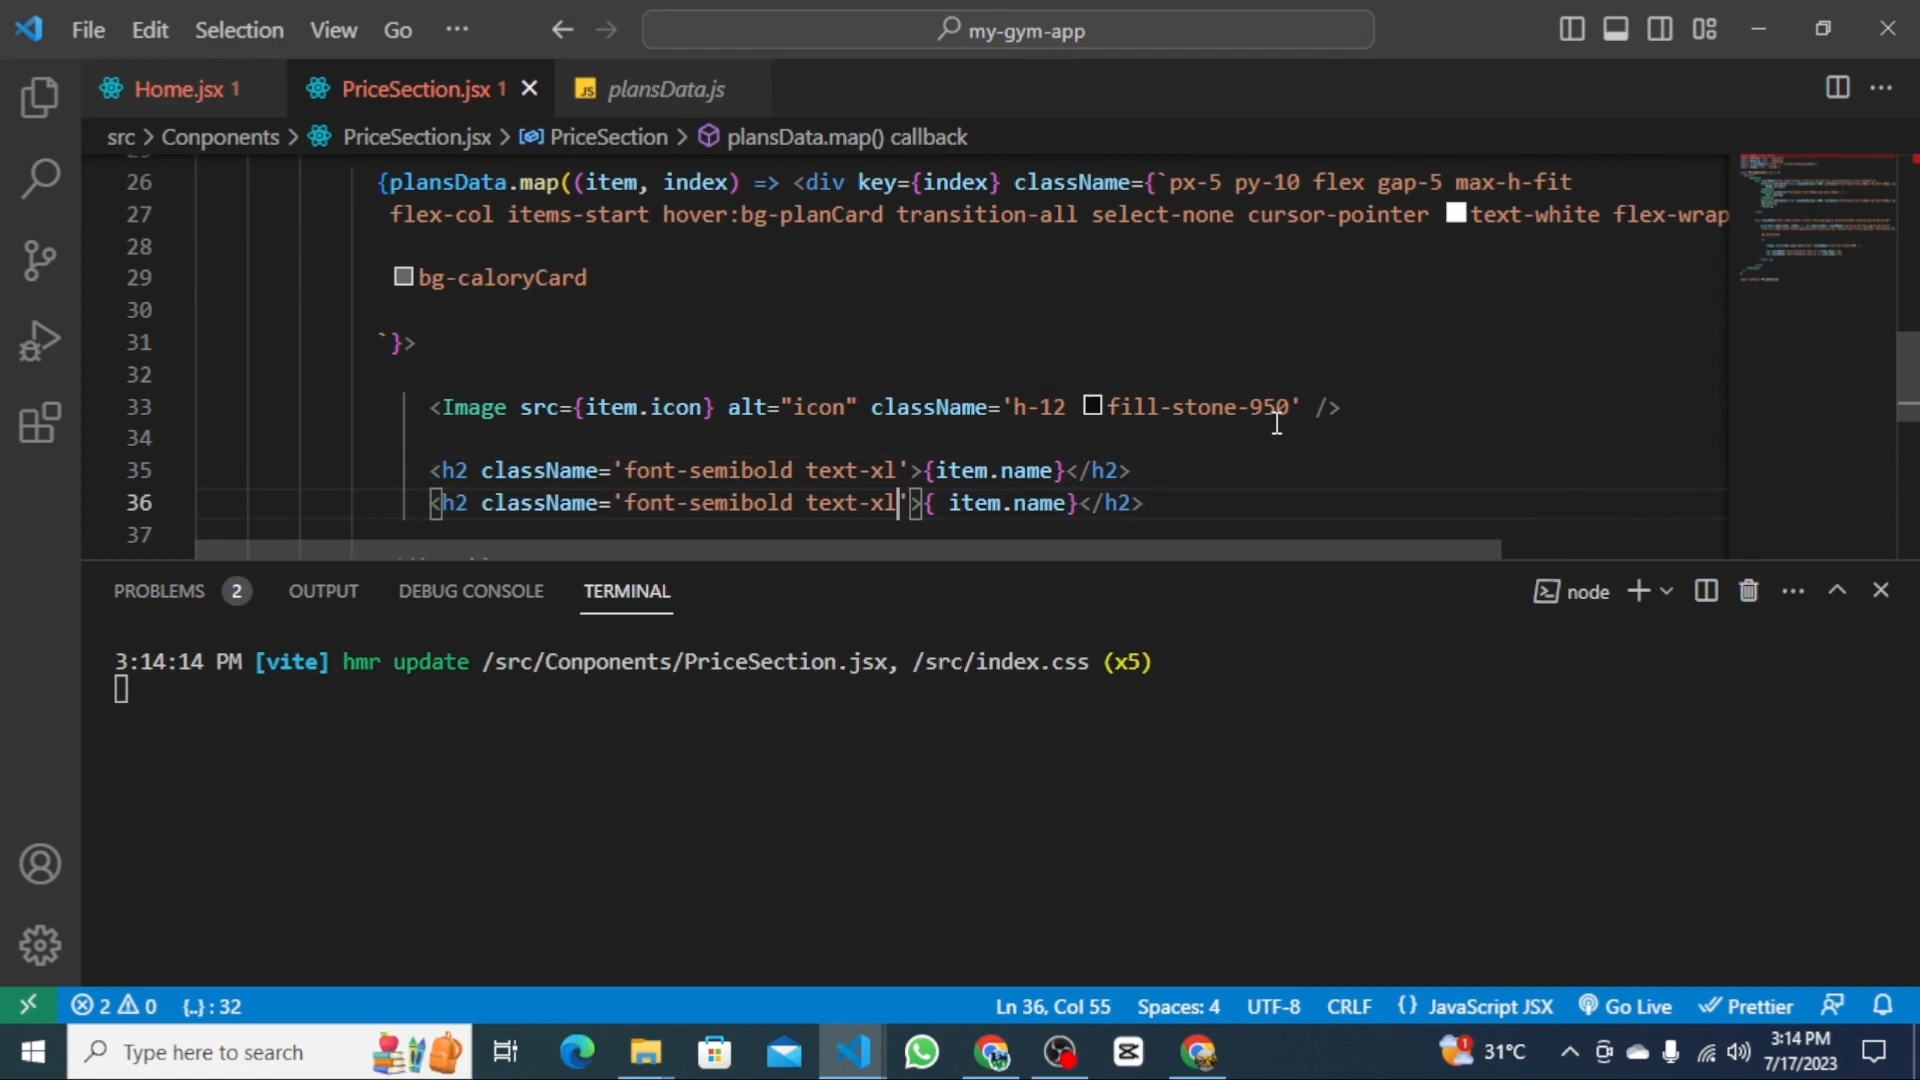 File Edit Selection View Go ··· my-gym-app
Home.jsx 1 PriceSection.jsx 1 JS plansData.js
src > Conponents > PriceSection.jsx > PriceSection > plansData.map() callback
26 {plansData.map((item, index) => <div key={index} className={`px-5 py-10 flex gap-5 max-h-fit
27 flex-col items-start hover:bg-planCard transition-all select-none cursor-pointer text-white flex-wrap
28
29 bg-caloryCard
30
31 `}>
32
33 <Image src={item.icon} alt="icon" className='h-12 fill-stone-950' />
34
35 <h2 className='font-semibold text-xl'>{item.name}</h2>
36 <h2 className='font-semibold text-xl'>{ item.name}</h2>
37
PROBLEMS 2 OUTPUT DEBUG CONSOLE TERMINAL node
3:14:14 PM [vite] hmr update /src/Conponents/PriceSection.jsx, /src/index.css (x5)
2 0 {..} : 32 Ln 36, Col 55 Spaces: 4 UTF-8 CRLF {} JavaScript JSX Go Live Prettier
Type here to search 1 31°C 3:14 PM
7/17/2023